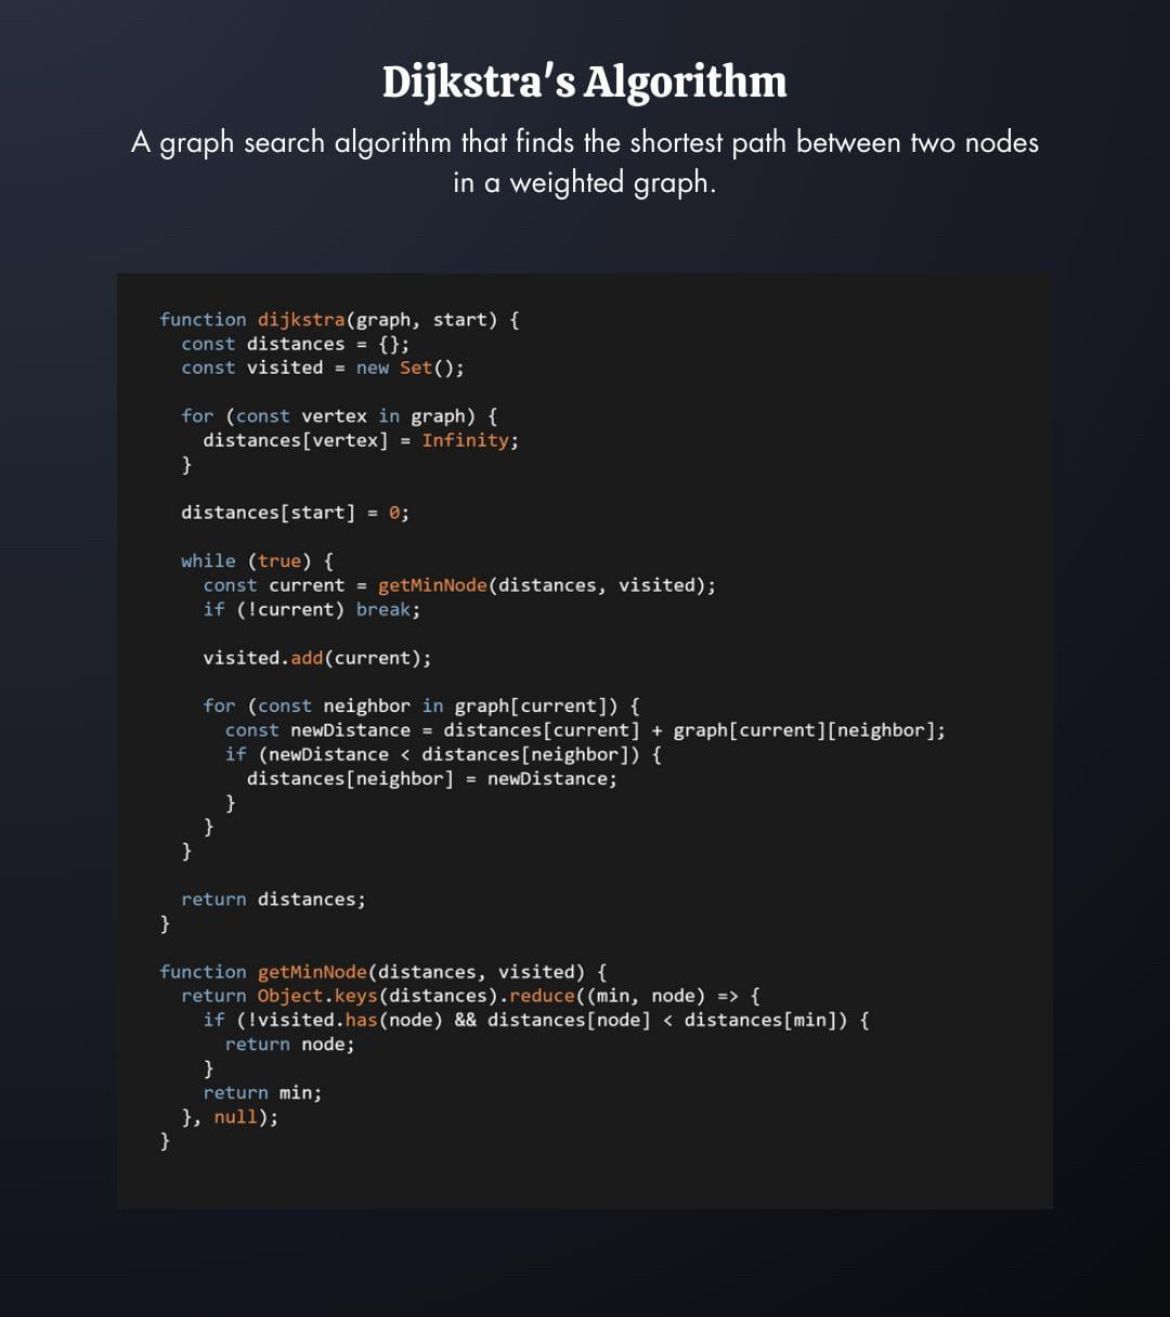 Dijkstra's Algorithm
A graph search algorithm that finds the shortest path between two nodes
in a weighted graph.
function dijkstra(graph, start) {
  const distances = {};
  const visited = new Set();
  for (const vertex in graph) {
    distances[vertex] = Infinity;
  }
  distances[start] = 0;
  while (true) {
    const current = getMinNode(distances, visited);
    if (!current) break;
    visited.add(current);
    for (const neighbor in graph[current]) {
      const newDistance = distances[current] + graph[current][neighbor];
      if (newDistance < distances[neighbor]) {
        distances[neighbor] = newDistance;
      }
    }
  }
  return distances;
}
function getMinNode(distances, visited) {
  return Object.keys(distances).reduce((min, node) => {
    if (!visited.has(node) && distances[node] < distances[min]) {
      return node;
    }
    return min;
  }, null);
}